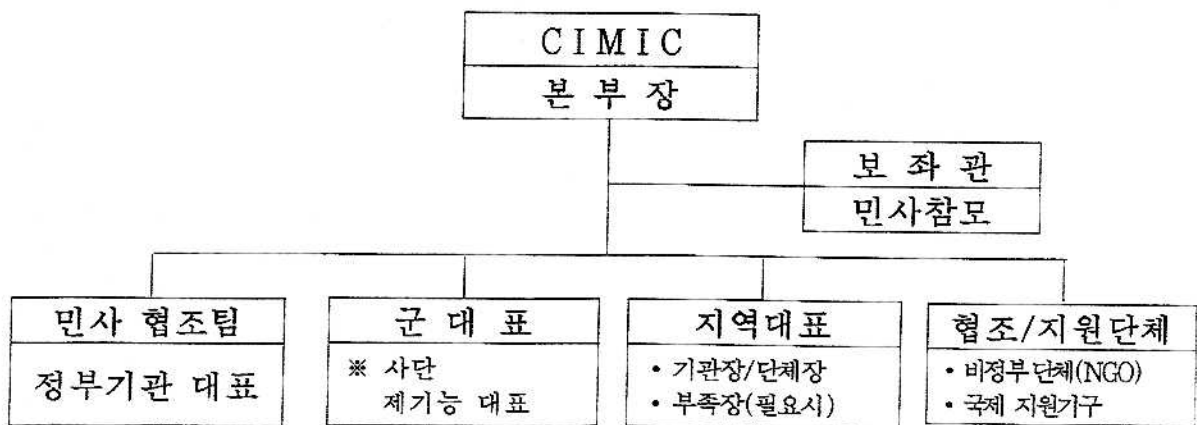 CIMIC
본 부 장
보 좌 관
민사참모
민사 협조팀
정부기관 대표
군 대 표
※ 사단
제기능 대표
지역대표
• 기관장/단체장
• 부족장(필요시)
협조/지원단체
• 비정부단체(NGO)
• 국제 지원기구